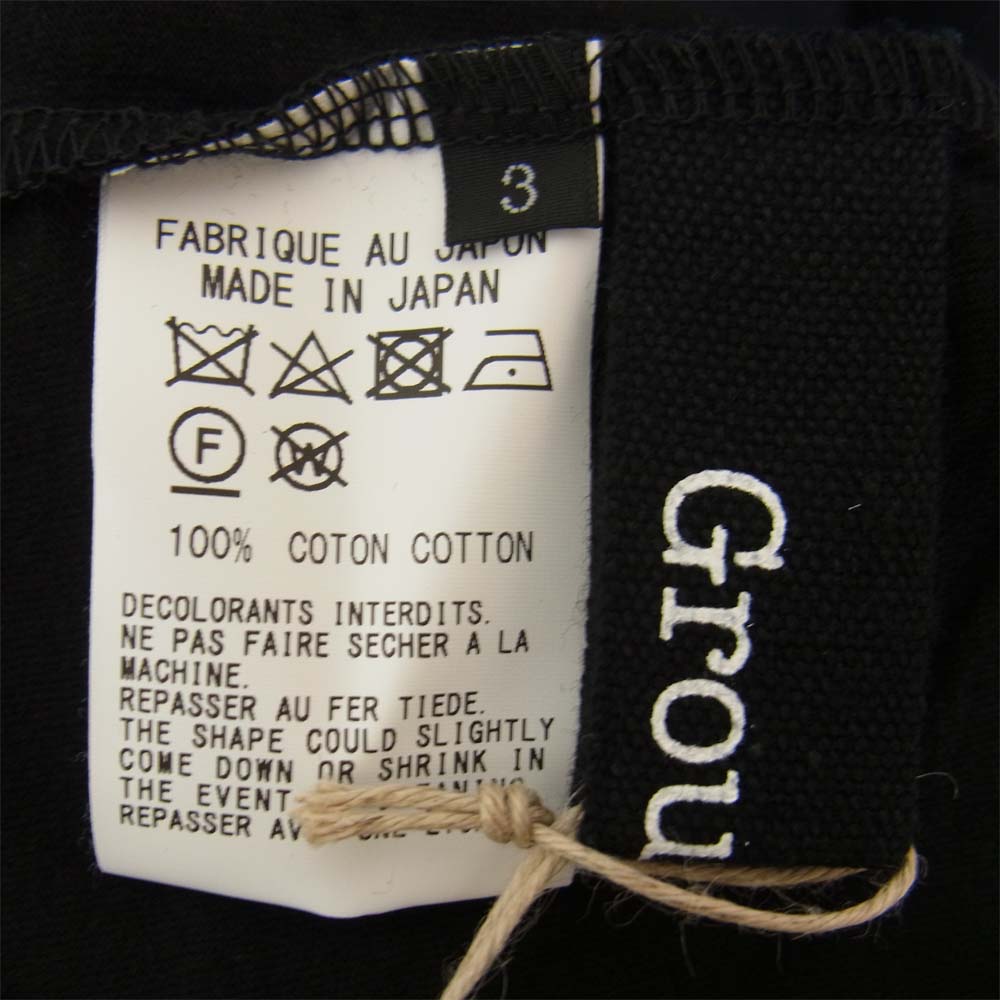 3
FABRIQUE AU JAPON
MADE IN JAPAN
F
W
100% COTON COTTON
DECOLORANTS INTERDITS.
NE PAS FAIRE SECHER A LA
MACHINE.
REPASSER AU FER TIEDE.
THE SHAPE COULD SLIGHTLY
COME DOWN OR SHRINK IN
THE EVENT
REPASSER
Grou